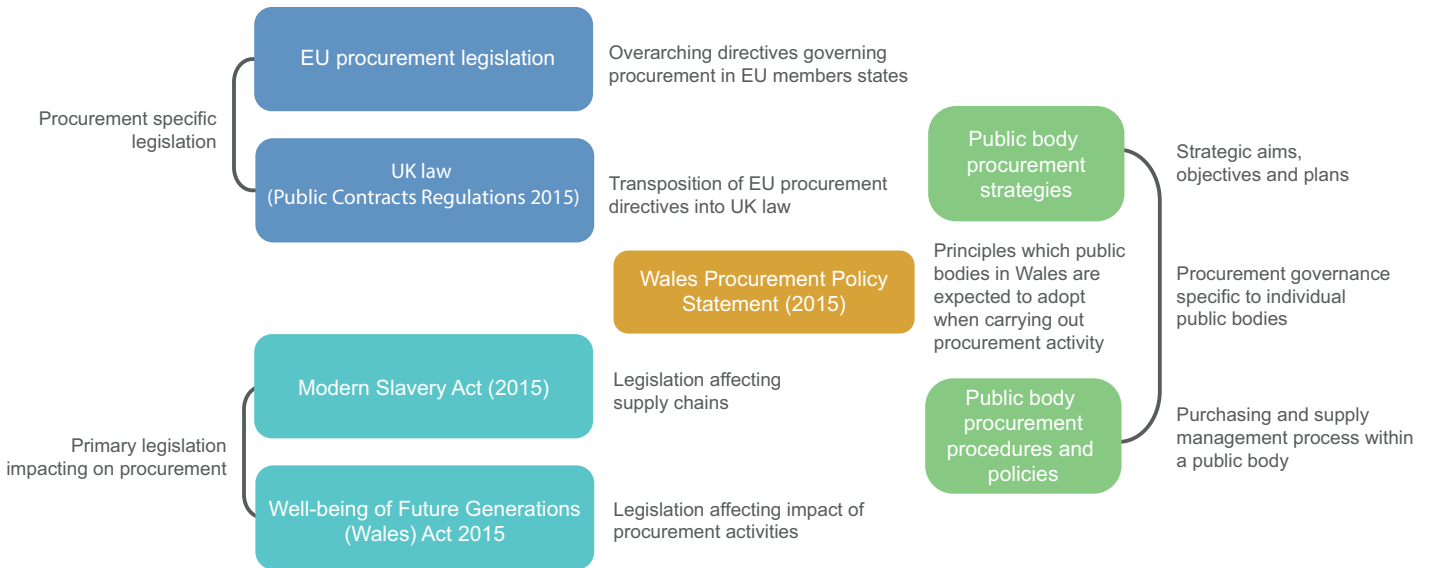 EU procurement legislation
Overarching directives governing
procurement in EU members states
Procurement specific
legislation
UK law
(Public Contracts Regulations 2015)
Transposition of EU procurement
directives into UK law
Wales Procurement Policy
Statement (2015)
Principles which public
bodies in Wales are
expected to adopt
when carrying out
procurement activity
Modern Slavery Act (2015)
Legislation affecting
supply chains
Primary legislation
impacting on procurement
Well-being of Future Generations
(Wales) Act 2015
Legislation affecting impact of
procurement activities
Public body
procurement
strategies
Strategic aims,
objectives and plans
Procurement governance
specific to individual
public bodies
Public body
procurement
procedures and
policies
Purchasing and supply
management process within
a public body